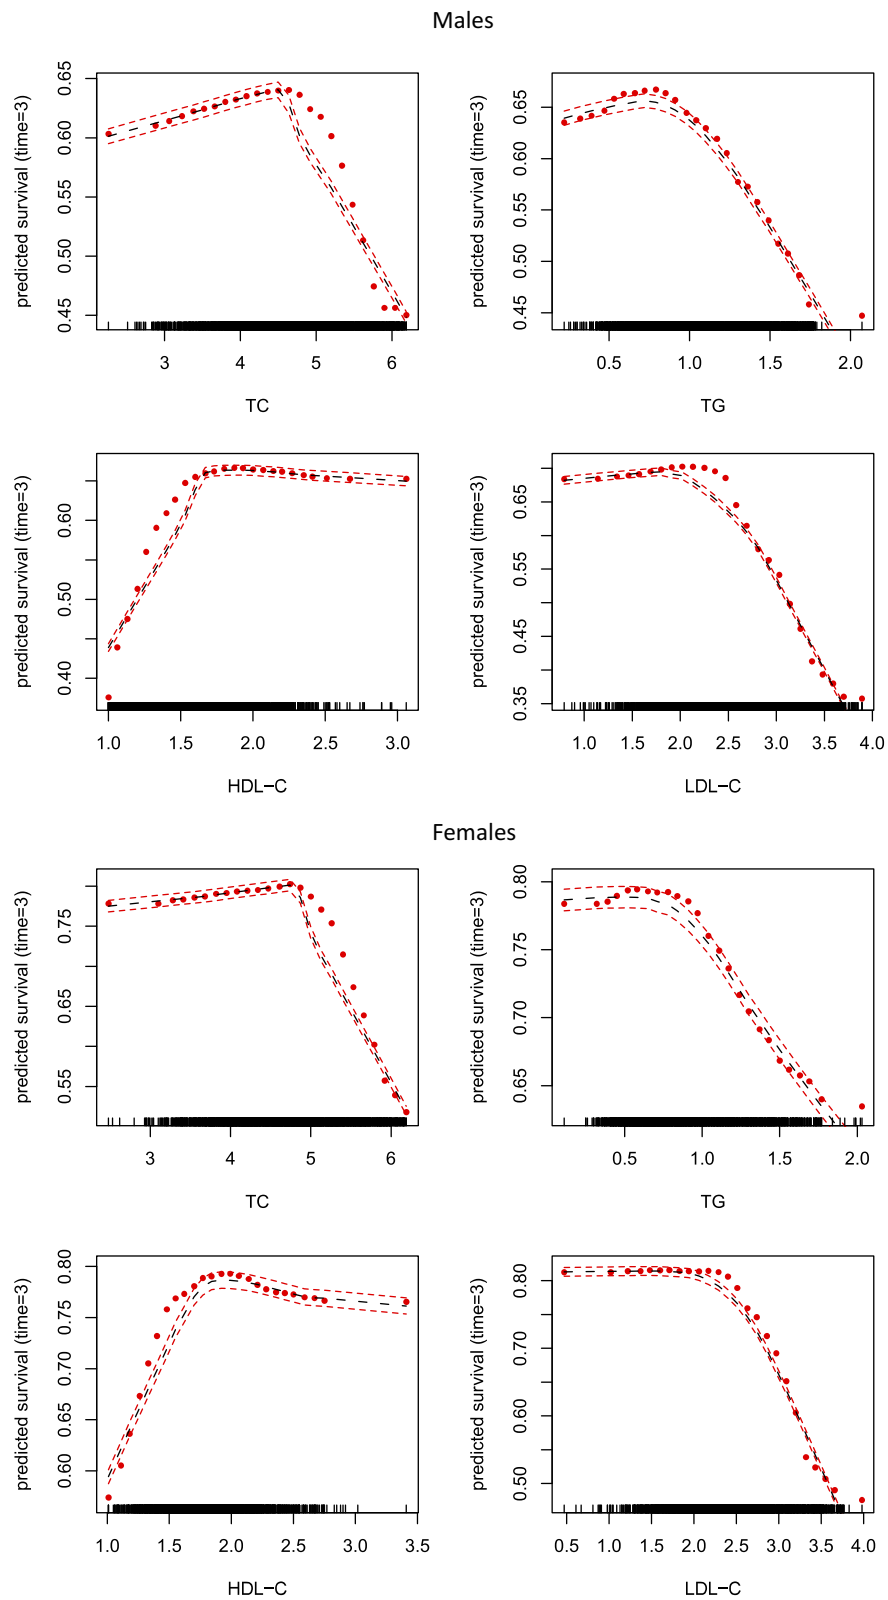 Males
predicted survival (time=3)
0.45 0.50 0.55 0.60 0.65
3 4 5 6
TC
predicted survival (time=3)
0.45 0.50 0.55 0.60 0.65
0.5 1.0 1.5 2.0
TG
predicted survival (time=3)
0.40 0.50 0.60
1.0 1.5 2.0 2.5 3.0
HDL−C
predicted survival (time=3)
0.35 0.45 0.55 0.65
1.0 1.5 2.0 2.5 3.0 3.5 4.0
LDL−C
Females
predicted survival (time=3)
0.55 0.65 0.75
3 4 5 6
TC
predicted survival (time=3)
0.65 0.70 0.75 0.80
0.5 1.0 1.5 2.0
TG
predicted survival (time=3)
0.60 0.65 0.70 0.75 0.80
1.0 1.5 2.0 2.5 3.0 3.5
HDL−C
predicted survival (time=3)
0.50 0.60 0.70 0.80
0.5 1.0 1.5 2.0 2.5 3.0 3.5 4.0
LDL−C